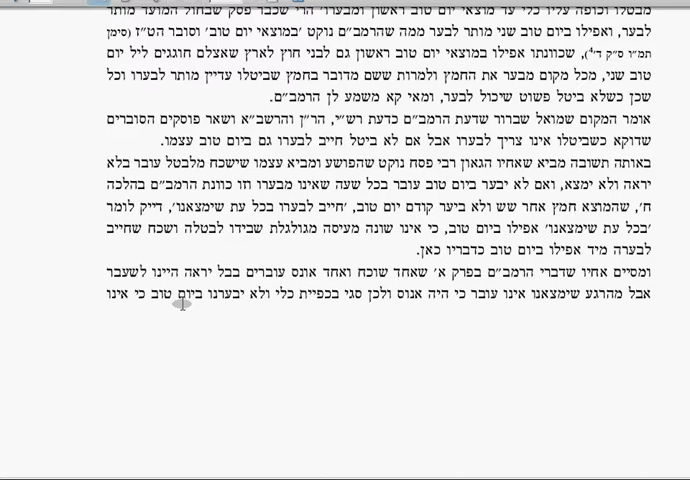 מבטלו וכופה עליו כלי עד מוצאי יום טוב ראשון ומבערו׳ הרי שכבר פסק שבחול המועד מותר
לבער, ואפילו ביום טוב שני מותר לבער ממה שהרמב״ם נוקט ׳במוצאי יום טוב׳ וסובר הט״ז (סימן
תמ״ו ס״ק ד׳⁴), שכוונתו אפילו במוצאי יום טוב ראשון גם לבני חוץ לארץ שאצלם חוגגים ליל יום
טוב שני, מכל מקום מבער את החמץ ולמרות ששם מדובר בחמץ שביטלו עדיין מותר לבערו וכל
שכן כשלא ביטל פשוט שיכול לבער, ומאי קא משמע לן הרמב״ם.
אומר המקום שמואל שברור שדעת הרמב״ם כדעת רש״י, הר״ן והרשב״א ושאר פוסקים הסוברים
שדוקא כשביטלו אינו צריך לבערו אבל אם לא ביטל חייב לבערו גם ביום טוב עצמו.
באותה תשובה מביא שאחיו הגאון רבי פסח נוקט שהפושע ומביא עצמו שישכח מלבטל עובר בלא
יראה ולא ימצא, ואם לא יבער ביום טוב עובר בכל שעה שאינו מבערו וזו כוונת הרמב״ם בהלכה
ח׳, שהמוצא חמץ אחר שש ולא ביער קודם יום טוב, ׳חייב לבערו בכל עת שימצאנו׳, דייק לומר
׳בכל עת שימצאנו׳ אפילו ביום טוב, כי אינו שונה מעיסה מגולגלת שבידו לבטלה ושכח שחייב
לבערה מיד אפילו ביום טוב כדבריו כאן.
ומסיים אחיו שדברי הרמב״ם בפרק א׳ שאחד שוכח ואחד אונס עוברים בבל יראה היינו לשעבר
אבל מהרגע שימצאנו אינו עובר כי היה אנוס ולכן סגי בכפיית כלי ולא יבערנו ביום טוב כי אינו